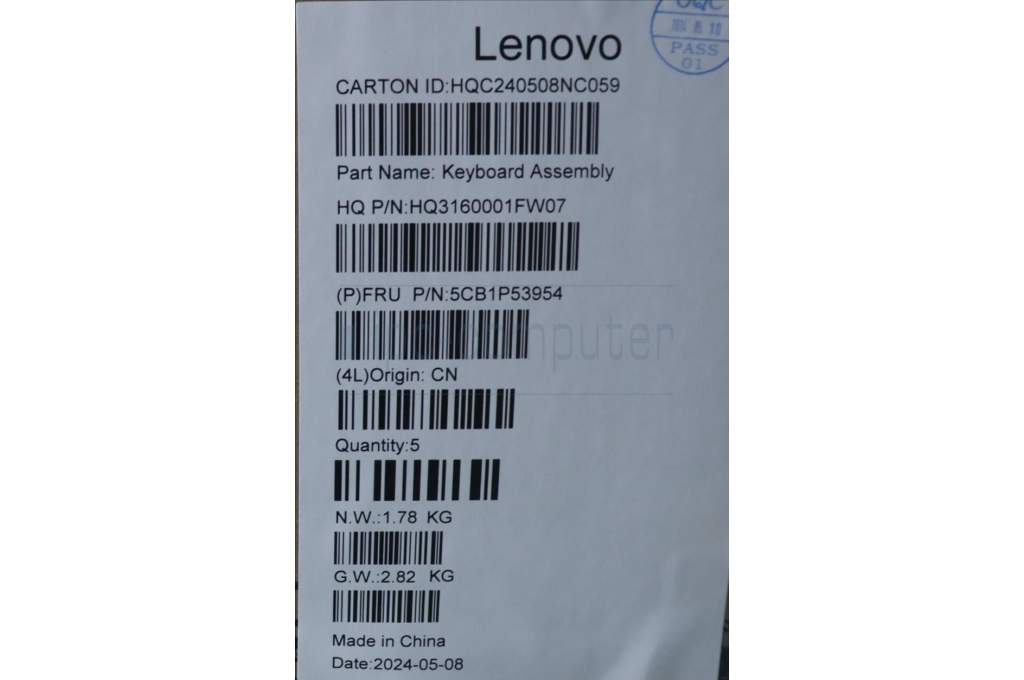 Lenovo
PASS
01
CARTON ID:HQC240508NC059
Part Name: Keyboard Assembly
HQ P/N:HQ3160001FW07
(P)FRU P/N:5CB1P53954
computer
(4L)Origin: CN
Quantity:5
N.W.:1.78 KG
G.W.:2.82 KG
Made in China
Date:2024-05-08